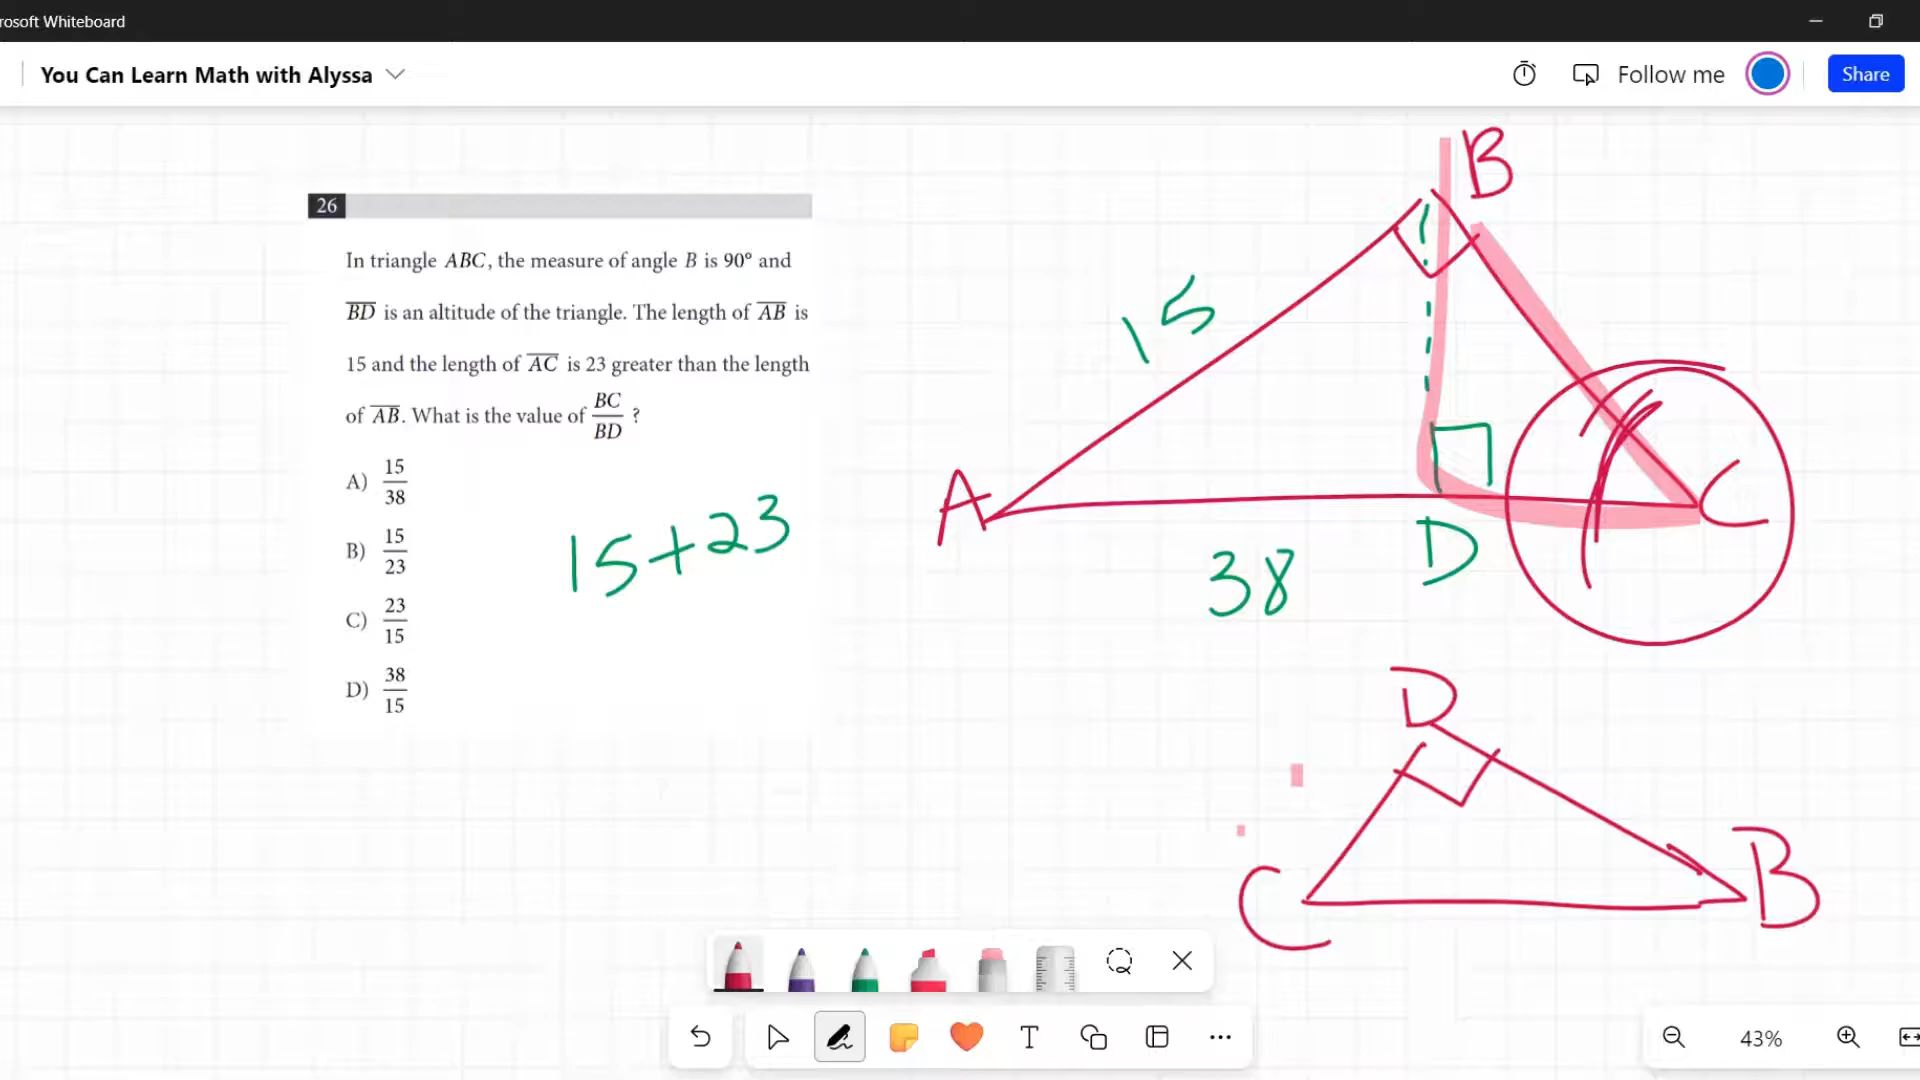 rosoft Whiteboard
You Can Learn Math with Alyssa
Follow me
Share
26
In triangle ABC, the measure of angle B is 90° and
BD is an altitude of the triangle. The length of AB is
15 and the length of AC is 23 greater than the length
of AB. What is the value of BC/BD ?
A) 15/38
B) 15/23
C) 23/15
D) 38/15
15+23
B
15
A
C
D
38
D
C
B
T
43%